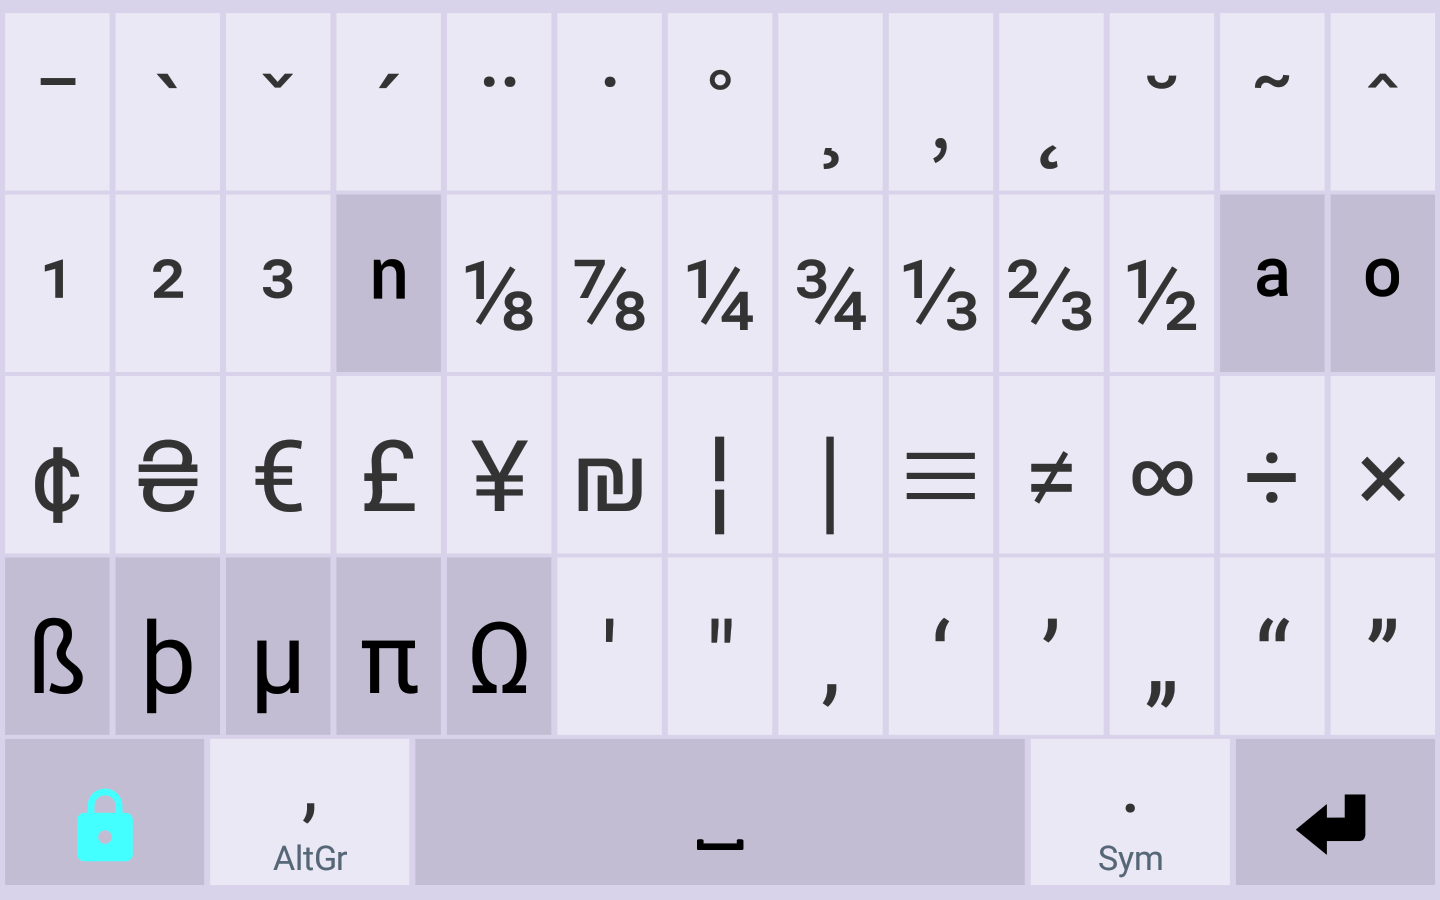 ¯ ` ˇ ´ ¨ ˙ ° ¸ , ˛ ˘ ˜ ˆ
¹ ² ³ ⁿ ⅛ ⅞ ¼ ¾ ⅓ ⅔ ½ ª º
¢ ₴ € £ ¥ ₪ ¦ | ≡ ≠ ∞ ÷ ×
ß þ µ π Ω ' " ‚ ‘ ’ „ “ ”
, .
AltGr Sym